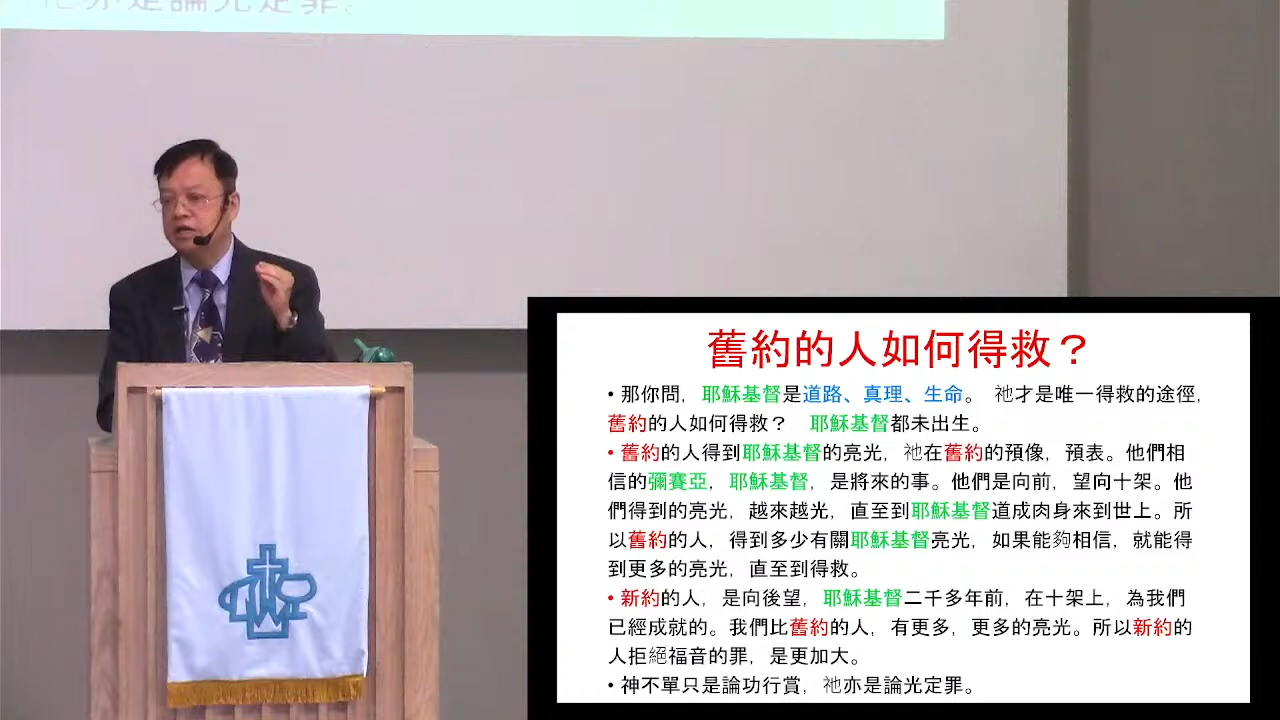 祂亦是論光定罪。
舊約的人如何得救？
• 那你問，耶穌基督是道路、真理、生命。 祂才是唯一得救的途徑，
舊約的人如何得救？ 耶穌基督都未出生。
• 舊約的人得到耶穌基督的亮光，祂在舊約的預像，預表。他們相
信的彌賽亞，耶穌基督，是將來的事。他們是向前，望向十架。他
們得到的亮光，越來越光，直至到耶穌基督道成肉身來到世上。所
以舊約的人，得到多少有關耶穌基督亮光，如果能夠相信，就能得
到更多的亮光，直至到得救。
• 新約的人，是向後望，耶穌基督二千多年前，在十架上，為我們
已經成就的。我們比舊約的人，有更多，更多的亮光。所以新約的
人拒絕福音的罪，是更加大。
• 神不單只是論功行賞，祂亦是論光定罪。